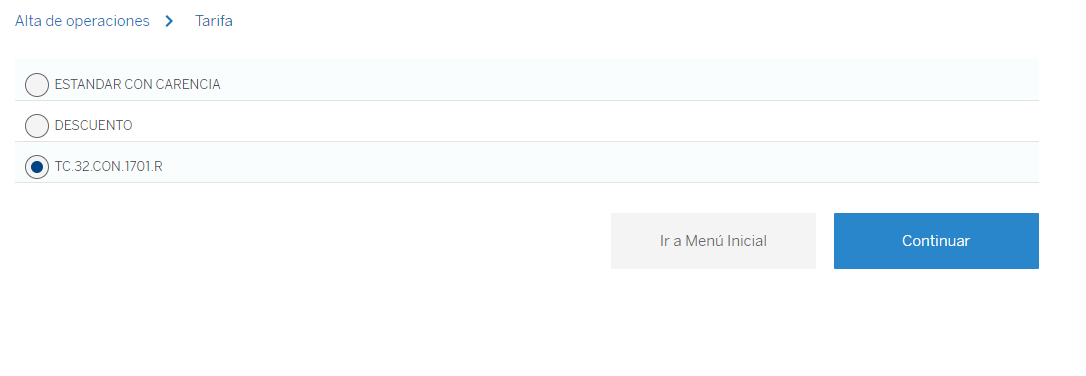 Alta de operaciones > Tarifa
ESTANDAR CON CARENCIA
DESCUENTO
TC.32.CON.1701.R
Ir a Menú Inicial
Continuar